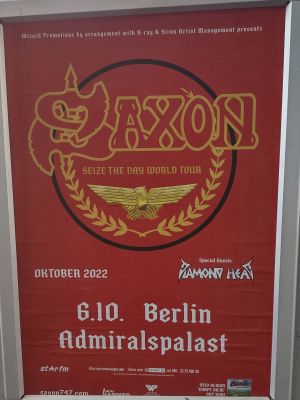 Wizard Promotions by arrangement with X-ray & Siren Artist Management presents
SAXON
SEIZE THE DAY WORLD TOUR
Special Guests:
DIAMOND HEAD
OKTOBER 2022
6.10. Berlin
Admiralspalast
star fm
saxon747.com